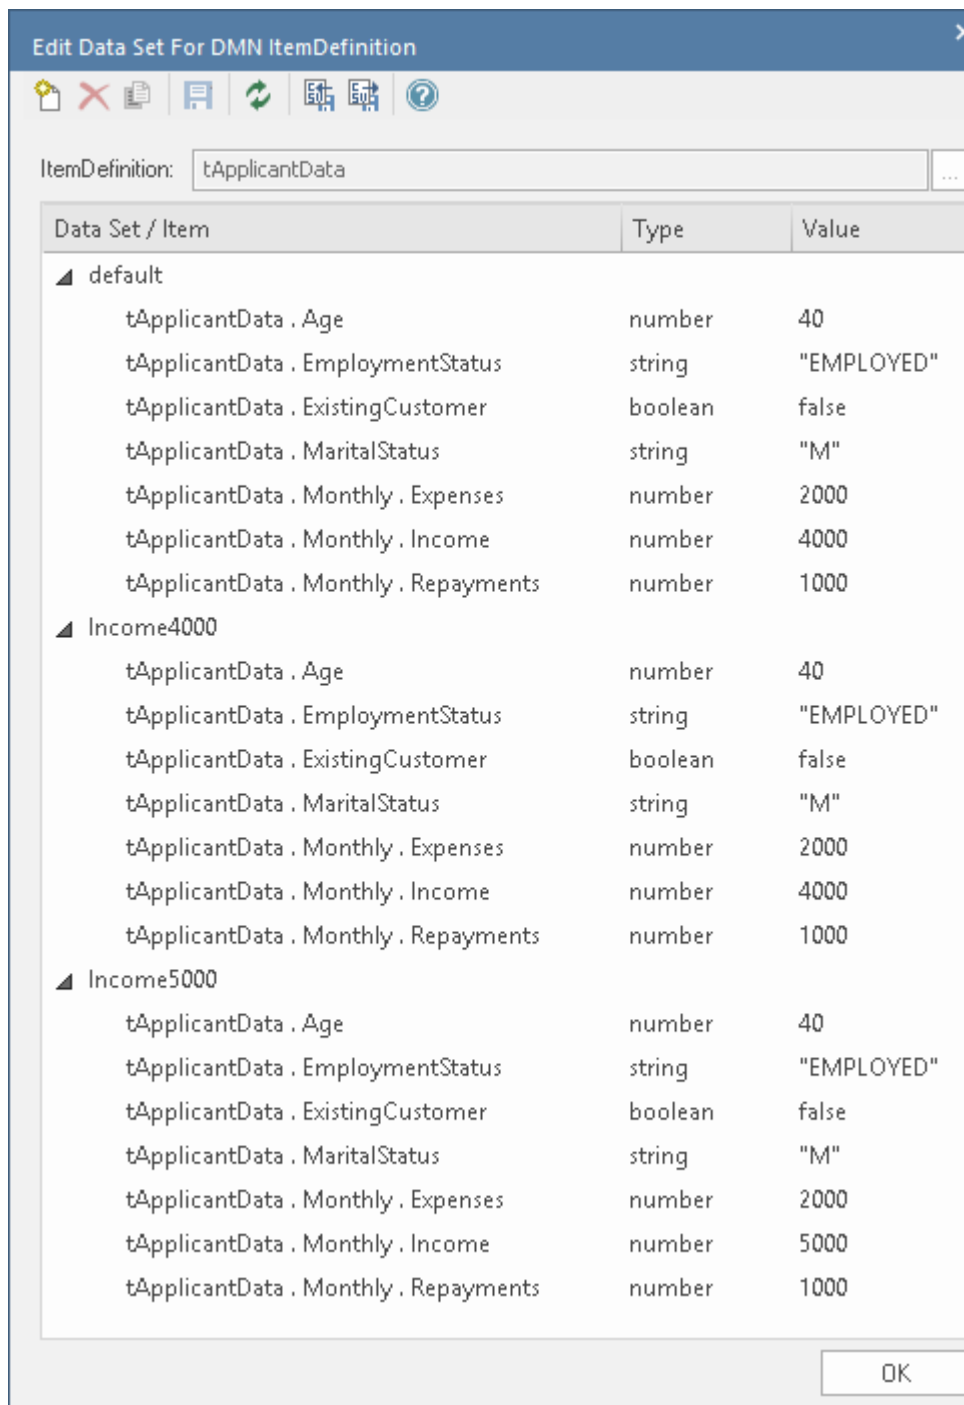 Edit Data Set For DMN ItemDefinition
ItemDefinition: tApplicantData ...
Data Set / Item Type Value
default
tApplicantData . Age number 40
tApplicantData . EmploymentStatus string "EMPLOYED"
tApplicantData . ExistingCustomer boolean false
tApplicantData . MaritalStatus string "M"
tApplicantData . Monthly . Expenses number 2000
tApplicantData . Monthly . Income number 4000
tApplicantData . Monthly . Repayments number 1000
Income4000
tApplicantData . Age number 40
tApplicantData . EmploymentStatus string "EMPLOYED"
tApplicantData . ExistingCustomer boolean false
tApplicantData . MaritalStatus string "M"
tApplicantData . Monthly . Expenses number 2000
tApplicantData . Monthly . Income number 4000
tApplicantData . Monthly . Repayments number 1000
Income5000
tApplicantData . Age number 40
tApplicantData . EmploymentStatus string "EMPLOYED"
tApplicantData . ExistingCustomer boolean false
tApplicantData . MaritalStatus string "M"
tApplicantData . Monthly . Expenses number 2000
tApplicantData . Monthly . Income number 5000
tApplicantData . Monthly . Repayments number 1000
OK